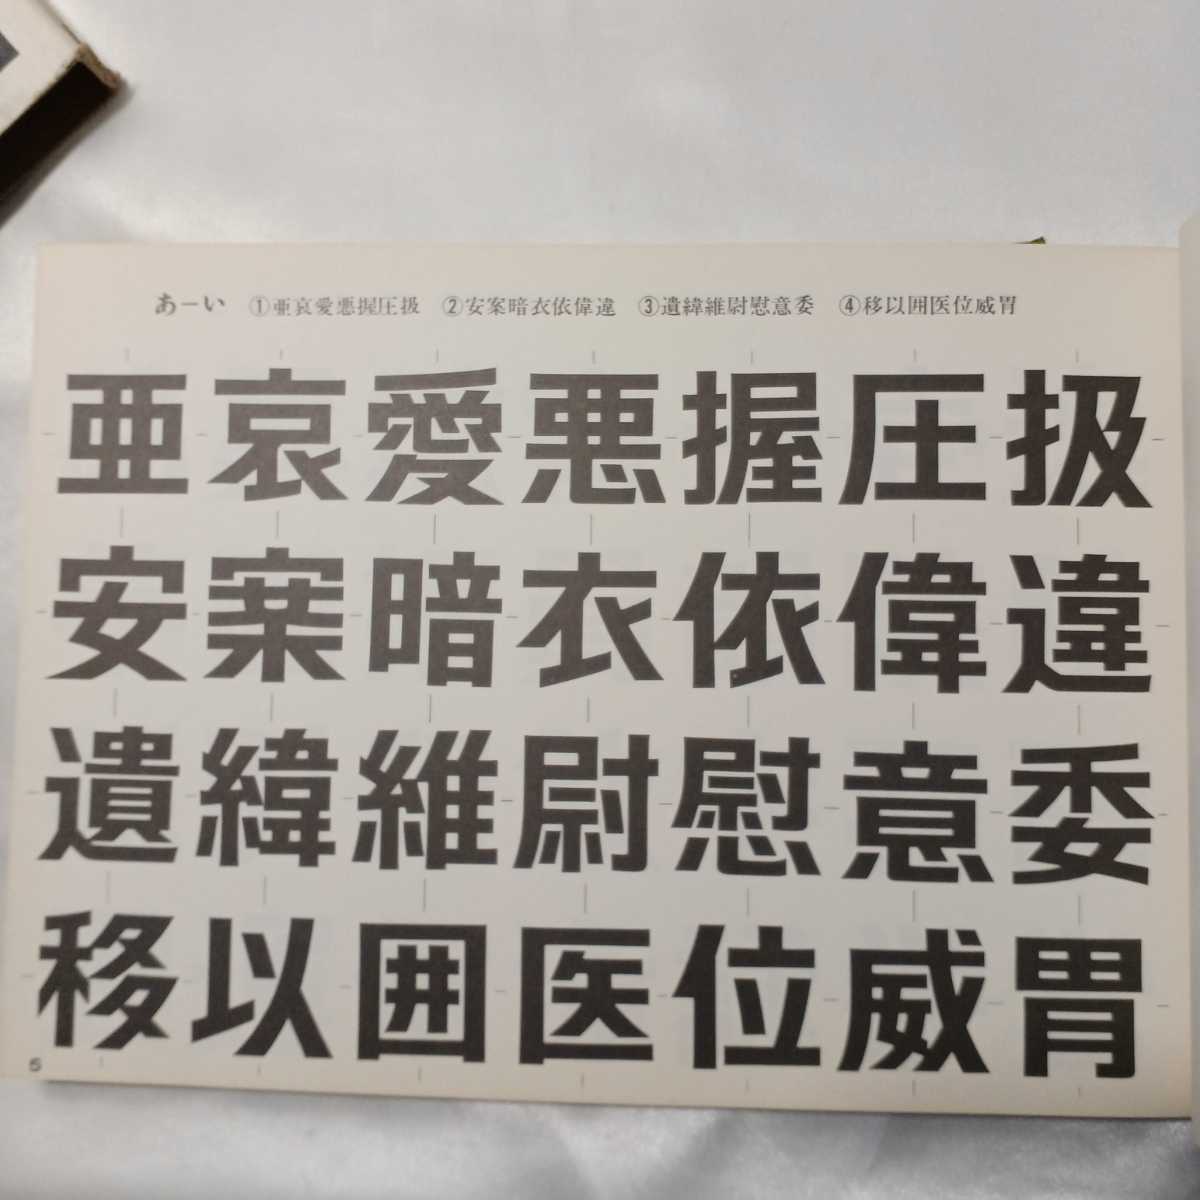 あーい ①亜哀愛悪握圧扱 ②安案暗衣依偉違 ③遺緯維尉慰意委 ④移以囲医位威胃
亜哀愛悪握圧扱
安案暗衣依偉違
遺緯維尉慰意委
移以囲医位威胃
5